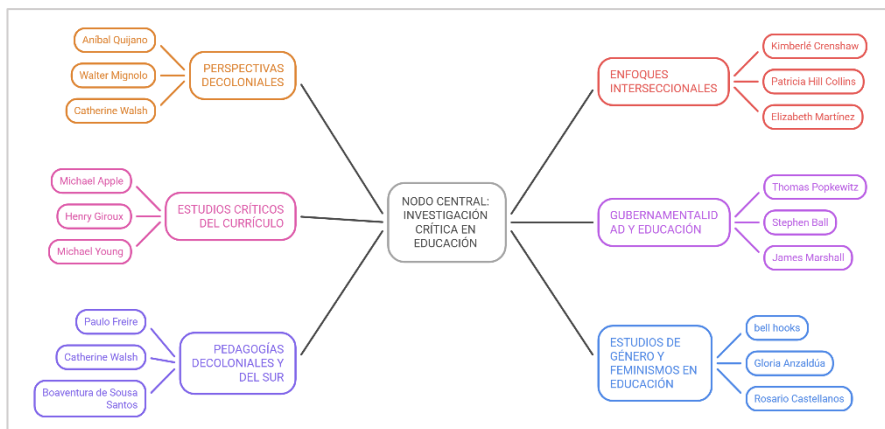 Aníbal Quijano
Walter Mignolo
Catherine Walsh
PERSPECTIVAS
DECOLONIALES
Michael Apple
Henry Giroux
Michael Young
ESTUDIOS CRÍTICOS
DEL CURRÍCULO
Paulo Freire
Catherine Walsh
Boaventura de Sousa
Santos
PEDAGOGÍAS
DECOLONIALES Y
DEL SUR
NODO CENTRAL:
INVESTIGACIÓN
CRÍTICA EN
EDUCACIÓN
ENFOQUES
INTERSECCIONALES
Kimberlé Crenshaw
Patricia Hill Collins
Elizabeth Martínez
GUBERNAMENTALID
AD Y EDUCACIÓN
Thomas Popkewitz
Stephen Ball
James Marshall
ESTUDIOS DE
GÉNERO Y
FEMINISMOS EN
EDUCACIÓN
bell hooks
Gloria Anzaldúa
Rosario Castellanos